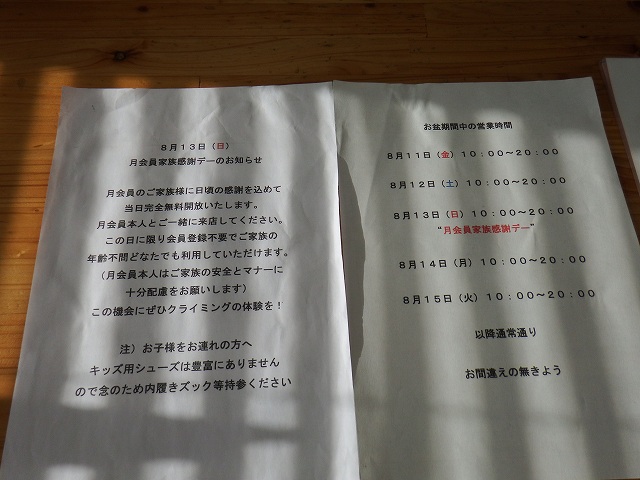 ８月１３日（日）
月会員家族感謝デーのお知らせ
月会員のご家族様に日頃の感謝を込めて
当日完全無料開放いたします。
月会員本人とご一緒に来店してください。
この日に限り会員登録不要でご家族の
年齢不問どなたでも利用していただけます。
（月会員本人はご家族の安全とマナーに
十分配慮をお願いします）
この機会にぜひクライミングの体験を！
注）お子様をお連れの方へ
キッズ用シューズは豊富にありません
ので念のため内履きズック等持参ください
お盆期間中の営業時間
８月１１日（金）１０：００～２０：００
８月１２日（土）１０：００～２０：００
８月１３日（日）１０：００～２０：００
“月会員家族感謝デー”
８月１４日（月）１０：００～２０：００
８月１５日（火）１０：００～２０：００
以降通常通り
お間違えの無きよう